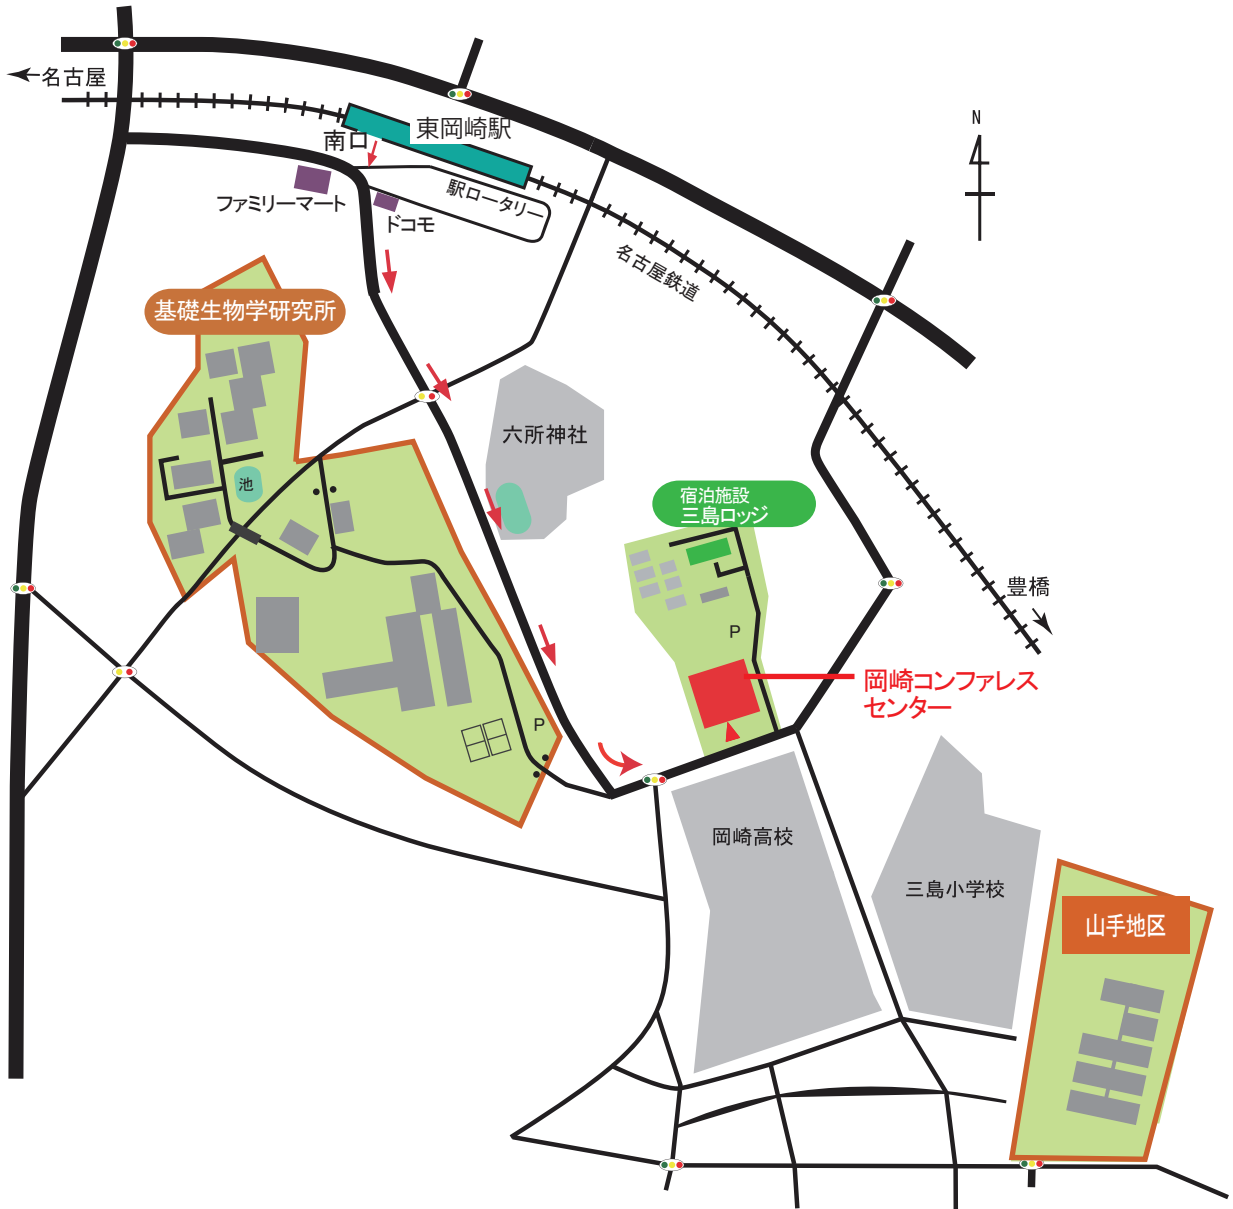 名古屋
N
東岡崎駅
南口
駅ロータリー
ファミリーマート
ドコモ
名古屋鉄道
基礎生物学研究所
六所神社
池
宿泊施設
三島ロッジ
豊橋
P
岡崎コンファレス
センター
P
岡崎高校
三島小学校
山手地区